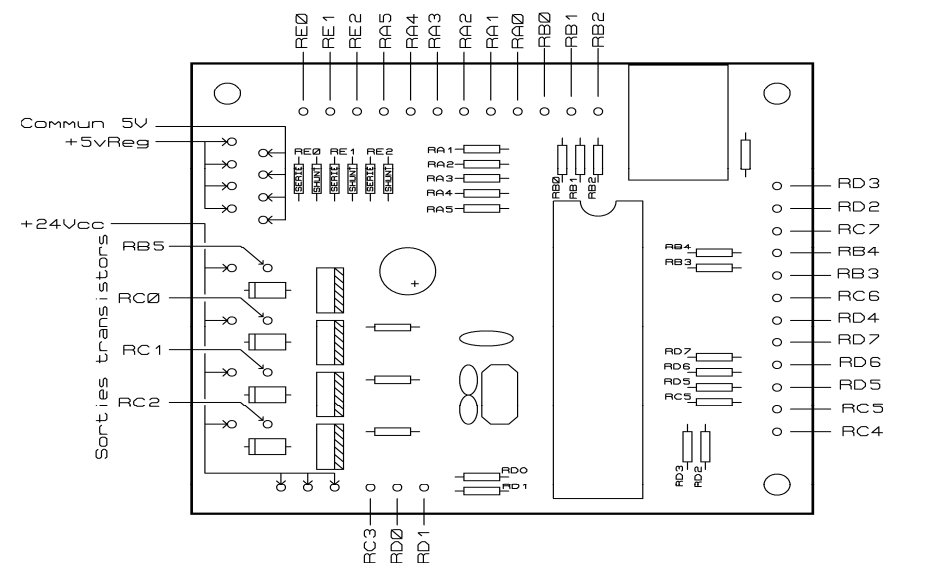 RE0
RE1
RE2
RA5
RA4
RA3
RA2
RA1
RA0
RB0
RB1
RB2
Commun 5V
+5vReg
+24Vcc
Sorties transistors
RB5
RC0
RC1
RC2
RE0 RE1 RE2
SERIE
SHUNT
SERIE
SHUNT
SERIE
SHUNT
RA1
RA2
RA3
RA4
RA5
RB0
RB1
RB2
+
RB4
RB3
RD7
RD6
RD5
RC5
RD3
RD2
RD0
RD1
RD3
RD2
RC7
RB4
RB3
RC6
RD4
RD7
RD6
RD5
RC5
RC4
RC3
RD0
RD1